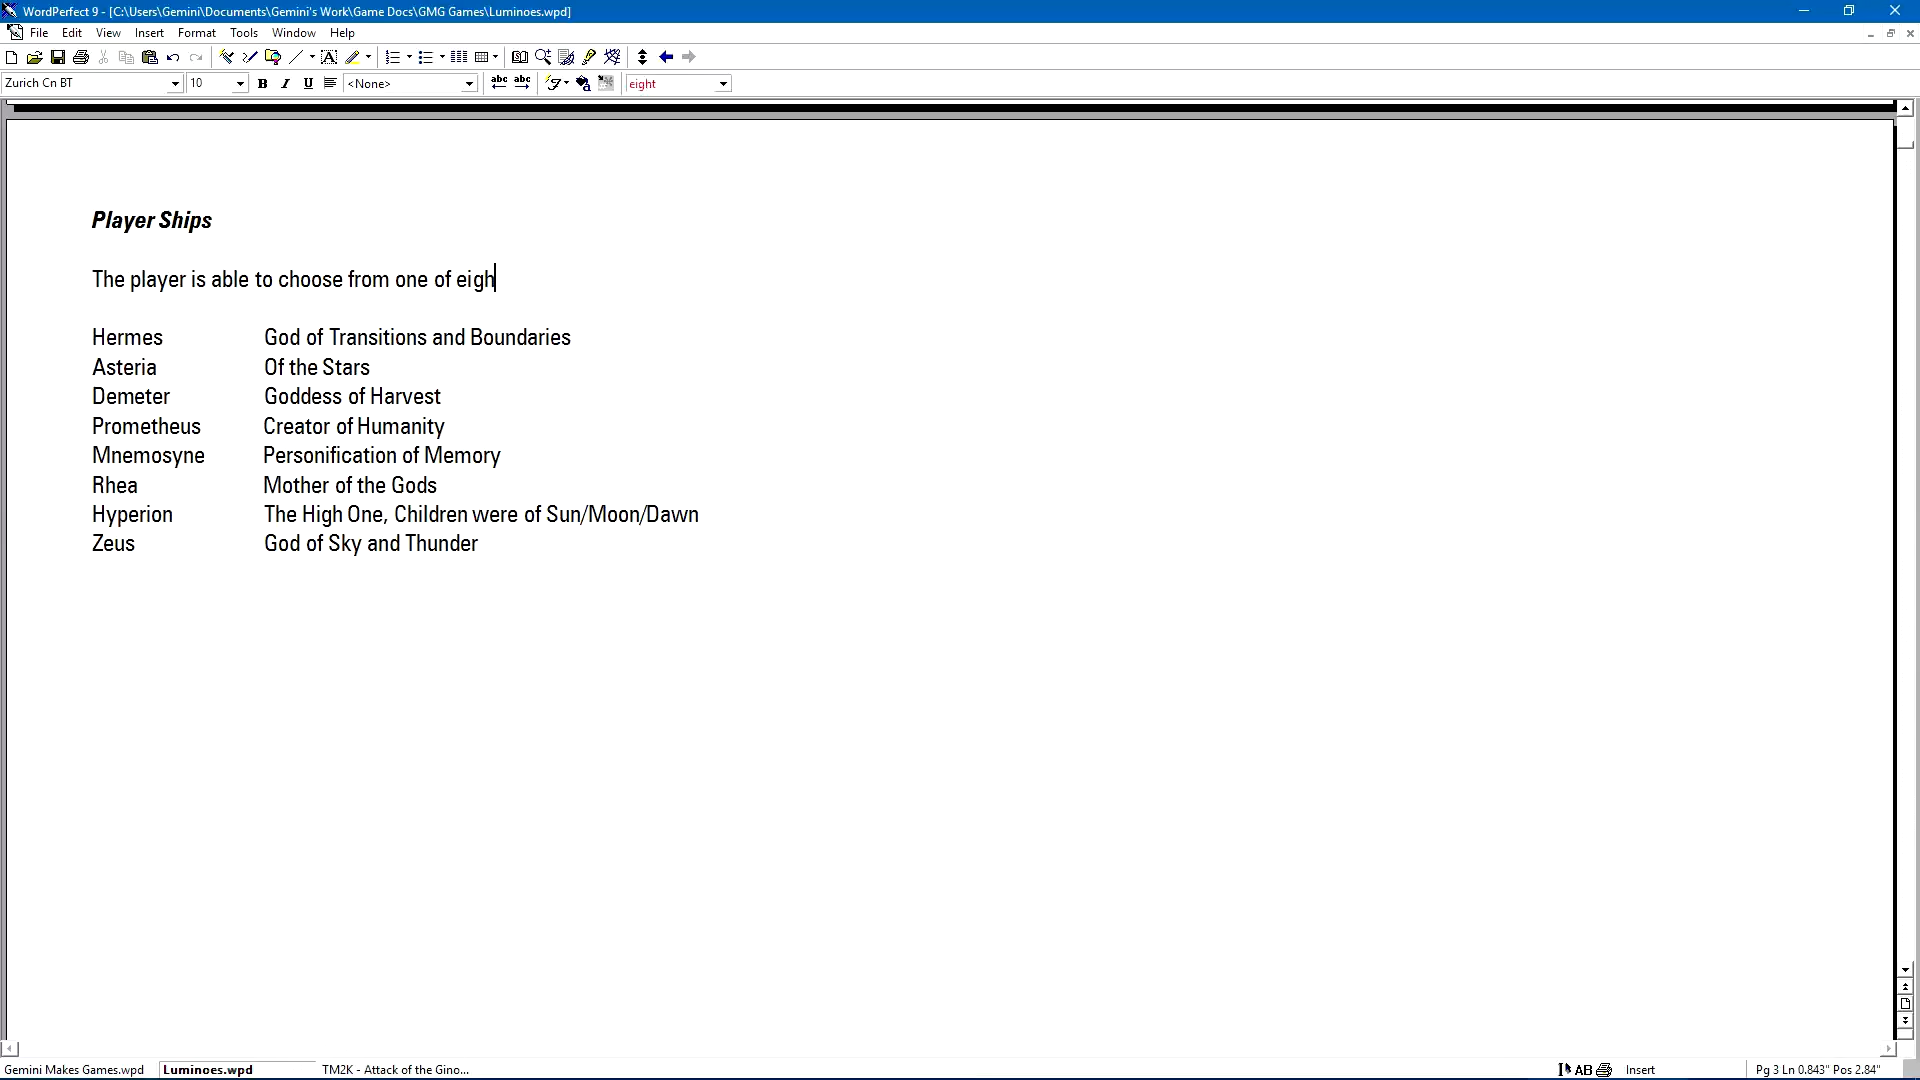 WordPerfect 9 - [C:\Users\Gemini\Documents\Gemini's Work\Game Docs\GMG Games\Luminoes.wpd]
File Edit View Insert Format Tools Window Help
Zurich Cn BT 10 B I U <None> abc abc eight
Player Ships
The player is able to choose from one of eigh
Hermes God of Transitions and Boundaries
Asteria Of the Stars
Demeter Goddess of Harvest
Prometheus Creator of Humanity
Mnemosyne Personification of Memory
Rhea Mother of the Gods
Hyperion The High One, Children were of Sun/Moon/Dawn
Zeus God of Sky and Thunder
Gemini Makes Games.wpd Luminoes.wpd TM2K - Attack of the Gino... AB Insert Pg 3 Ln 0.843" Pos 2.84"